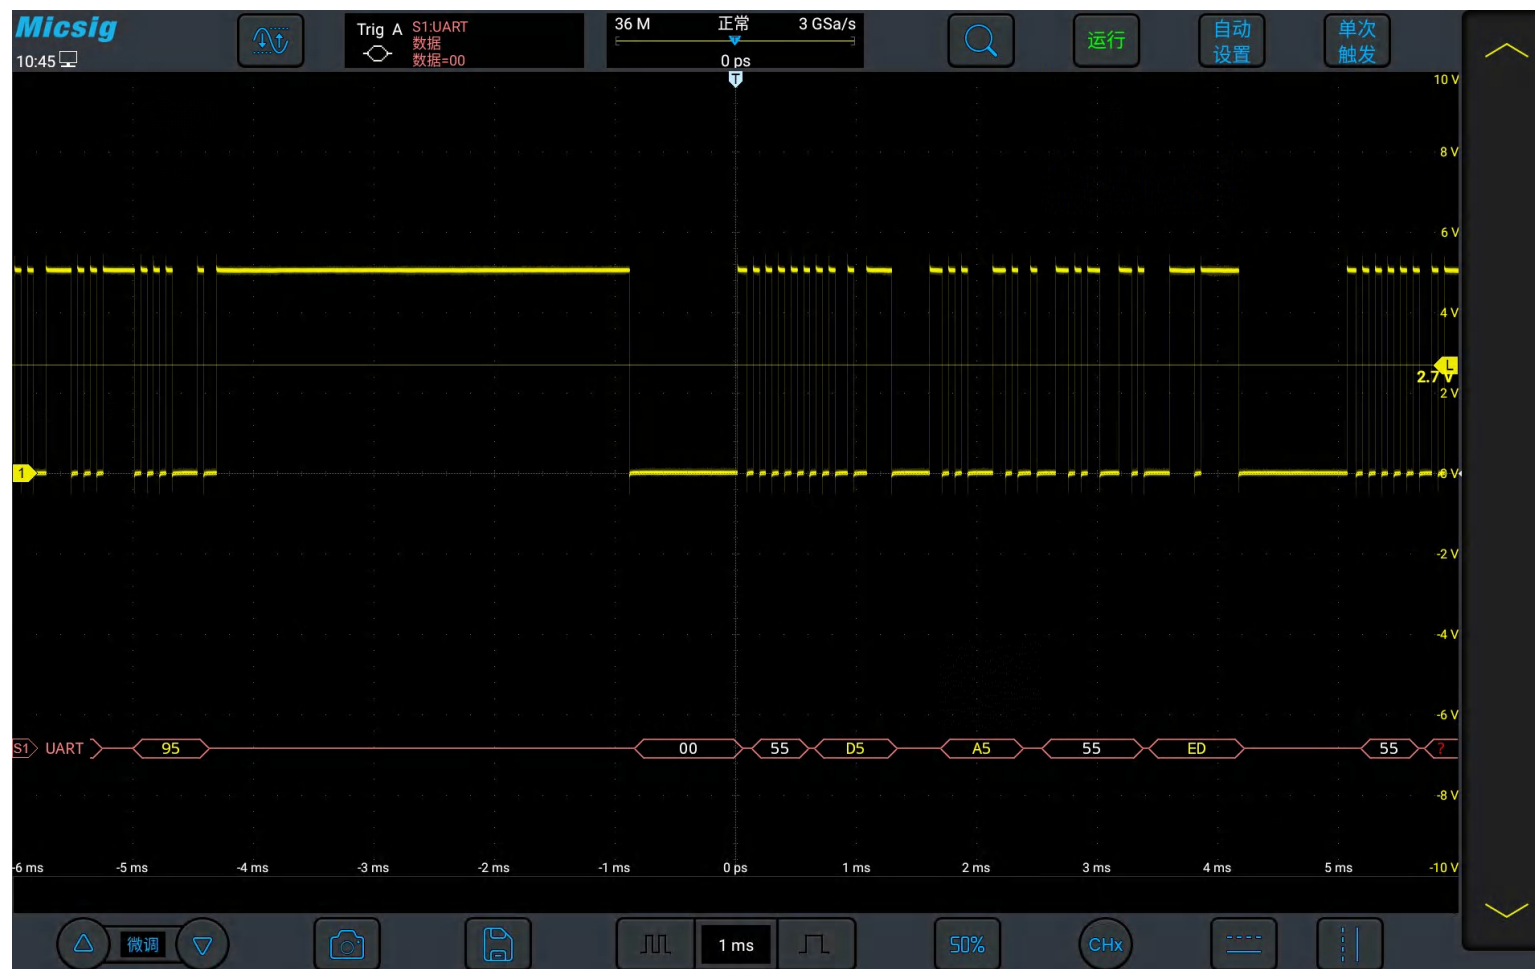 Micsig
10:45
Trig A S1:UART
数据
数据=00
36 M 正常 3 GSa/s
0 ps
运行
自动
设置
单次
触发
T
10 V
8 V
6 V
4 V
L
2.7 V
2 V
1
0 V
-2 V
-4 V
-6 V
S1 UART 95 00 55 D5 A5 55 ED 55 ?
-8 V
-6 ms -5 ms -4 ms -3 ms -2 ms -1 ms 0 ps 1 ms 2 ms 3 ms 4 ms 5 ms -10 V
微调 1 ms 50% CHx